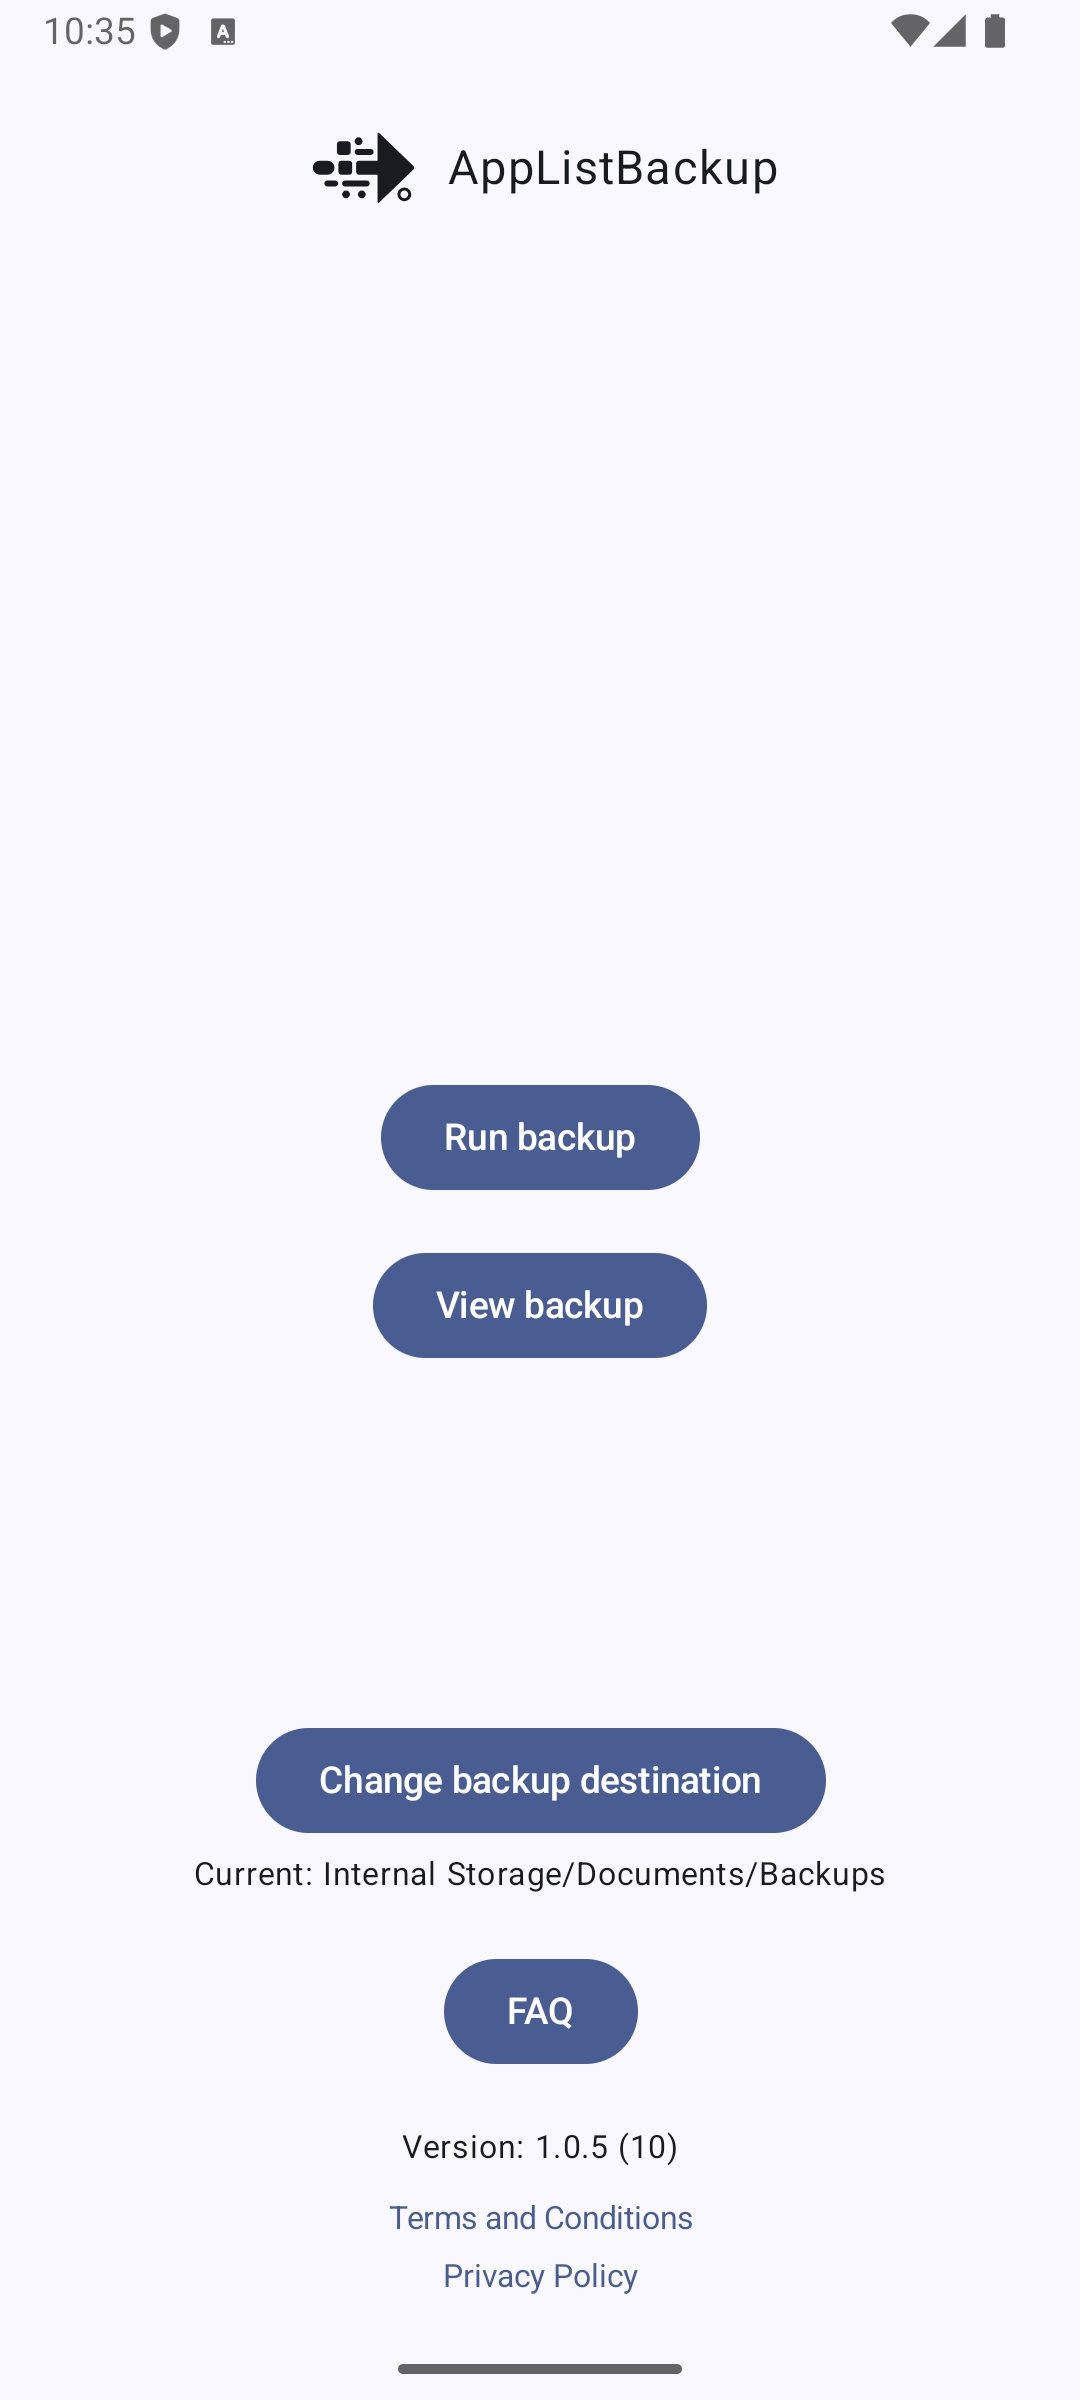 10:35
AppListBackup
Run backup
View backup
Change backup destination
Current: Internal Storage/Documents/Backups
FAQ
Version: 1.0.5 (10)
Terms and Conditions
Privacy Policy